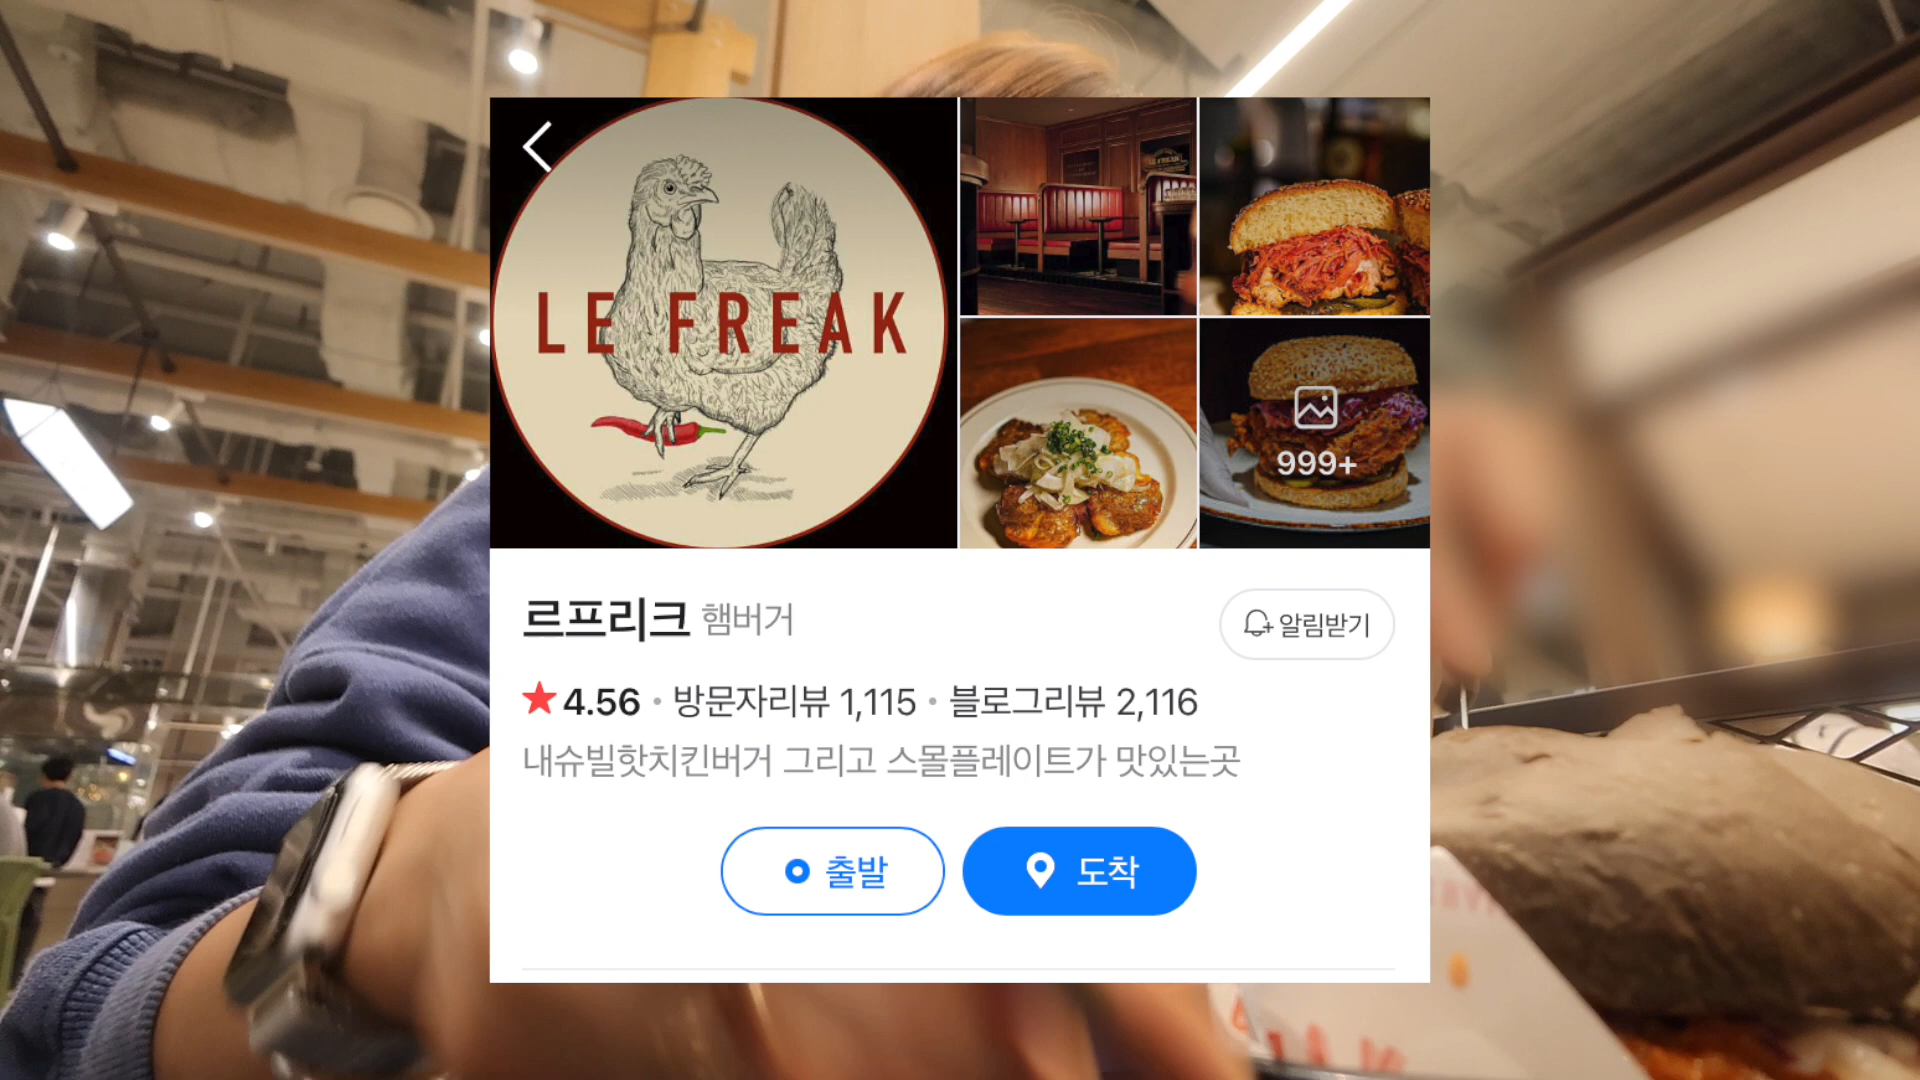 LE FREAK
999+
르프리크 햄버거
알림받기
4.56 • 방문자리뷰 1,115 • 블로그리뷰 2,116
내슈빌핫치킨버거 그리고 스몰플레이트가 맛있는곳
출발
도착